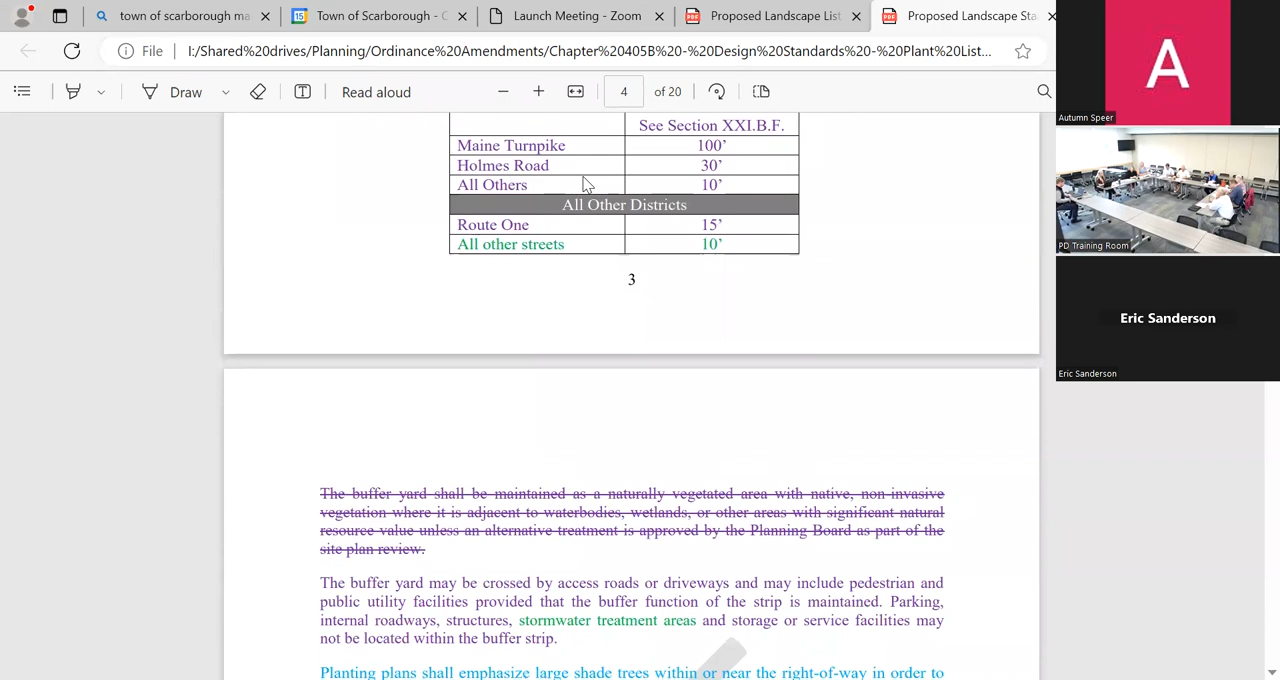 town of scarborough ma
Town of Scarborough - C
Launch Meeting - Zoom
Proposed Landscape List
Proposed Landscape Sta
File
I:/Shared%20drives/Planning/Ordinance%20Amendments/Chapter%20405B%20-%20Design%20Standards%20-%20Plant%20List...
Draw
Read aloud
4
of 20
See Section XXI.B.F.
Maine Turnpike 100’
Holmes Road 30’
All Others 10’
All Other Districts
Route One 15’
All other streets 10’
3
The buffer yard shall be maintained as a naturally vegetated area with native, non-invasive
vegetation where it is adjacent to waterbodies, wetlands, or other areas with significant natural
resource value unless an alternative treatment is approved by the Planning Board as part of the
site plan review.
The buffer yard may be crossed by access roads or driveways and may include pedestrian and
public utility facilities provided that the buffer function of the strip is maintained. Parking,
internal roadways, structures, stormwater treatment areas and storage or service facilities may
not be located within the buffer strip.
Planting plans shall emphasize large shade trees within or near the right-of-way in order to
A
Autumn Speer
PD Training Room
Eric Sanderson
Eric Sanderson